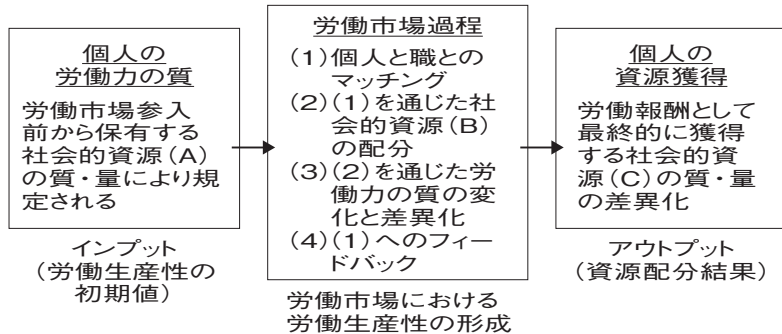 個人の
労働力の質
労働市場参入
前から保有する
社会的資源（A）
の質・量により規
定される
インプット
（労働生産性の
初期値）
労働市場過程
（１）個人と職との
マッチング
（２）（１）を通じた社
会的資源（B）
の配分
（３）（２）を通じた労
働力の質の変
化と差異化
（４）（１）へのフィー
ドバック
労働市場における
労働生産性の形成
個人の
資源獲得
労働報酬として
最終的に獲得
する社会的資
源（C）の質・量
の差異化
アウトプット
（資源配分結果）